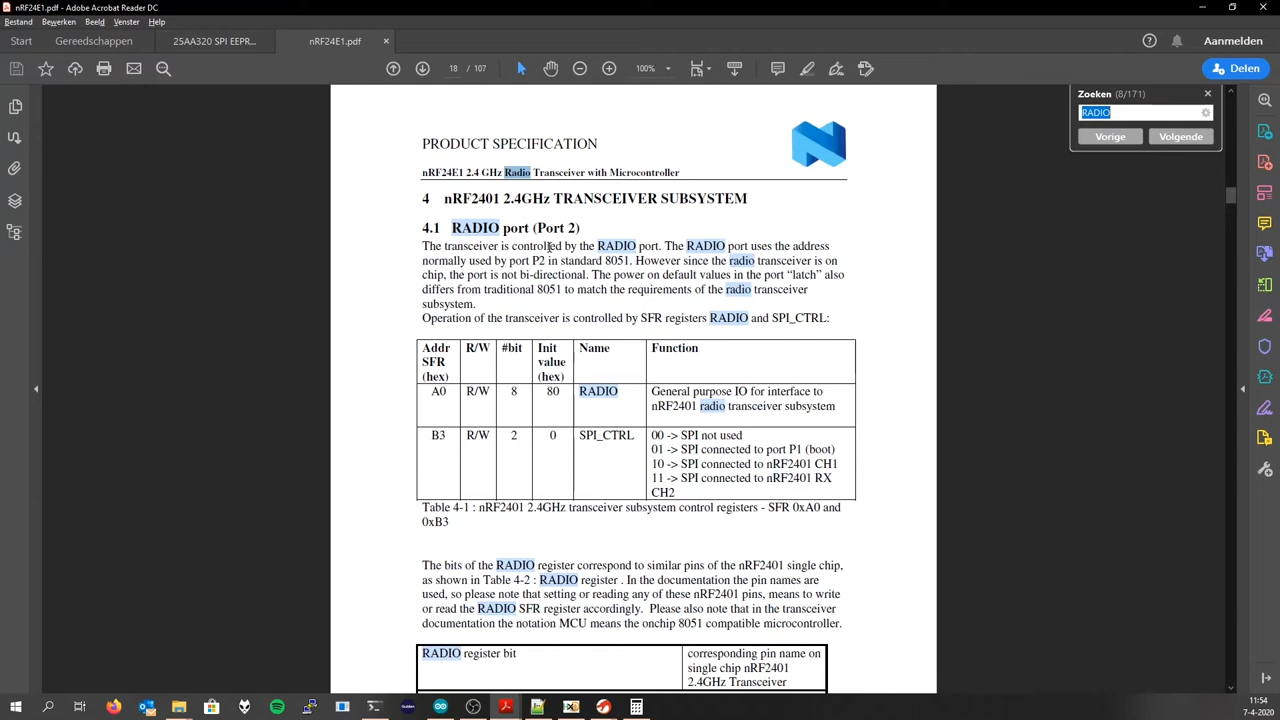 nRF24E1.pdf - Adobe Acrobat Reader DC
Bestand Bewerken Beeld Venster Help
Start Gereedschappen 25AA320 SPI EEPR... nRF24E1.pdf × Aanmelden
18 / 107 100% Delen
Zoeken (8/171)
RADIO
Vorige Volgende
PRODUCT SPECIFICATION
nRF24E1 2.4 GHz Radio Transceiver with Microcontroller
4 nRF2401 2.4GHz TRANSCEIVER SUBSYSTEM
4.1 RADIO port (Port 2)
The transceiver is controlled by the RADIO port. The RADIO port uses the address
normally used by port P2 in standard 8051. However since the radio transceiver is on
chip, the port is not bi-directional. The power on default values in the port “latch” also
differs from traditional 8051 to match the requirements of the radio transceiver
subsystem.
Operation of the transceiver is controlled by SFR registers RADIO and SPI_CTRL:
Addr SFR (hex) R/W #bit Init value (hex) Name Function
A0 R/W 8 80 RADIO General purpose IO for interface to
nRF2401 radio transceiver subsystem
B3 R/W 2 0 SPI_CTRL 00 -> SPI not used
01 -> SPI connected to port P1 (boot)
10 -> SPI connected to nRF2401 CH1
11 -> SPI connected to nRF2401 RX
CH2
Table 4-1 : nRF2401 2.4GHz transceiver subsystem control registers - SFR 0xA0 and
0xB3
The bits of the RADIO register correspond to similar pins of the nRF2401 single chip,
as shown in Table 4-2 : RADIO register . In the documentation the pin names are
used, so please note that setting or reading any of these nRF2401 pins, means to write
or read the RADIO SFR register accordingly. Please also note that in the transceiver
documentation the notation MCU means the onchip 8051 compatible microcontroller.
RADIO register bit corresponding pin name on
single chip nRF2401
2.4GHz Transceiver
11:54
7-4-2020